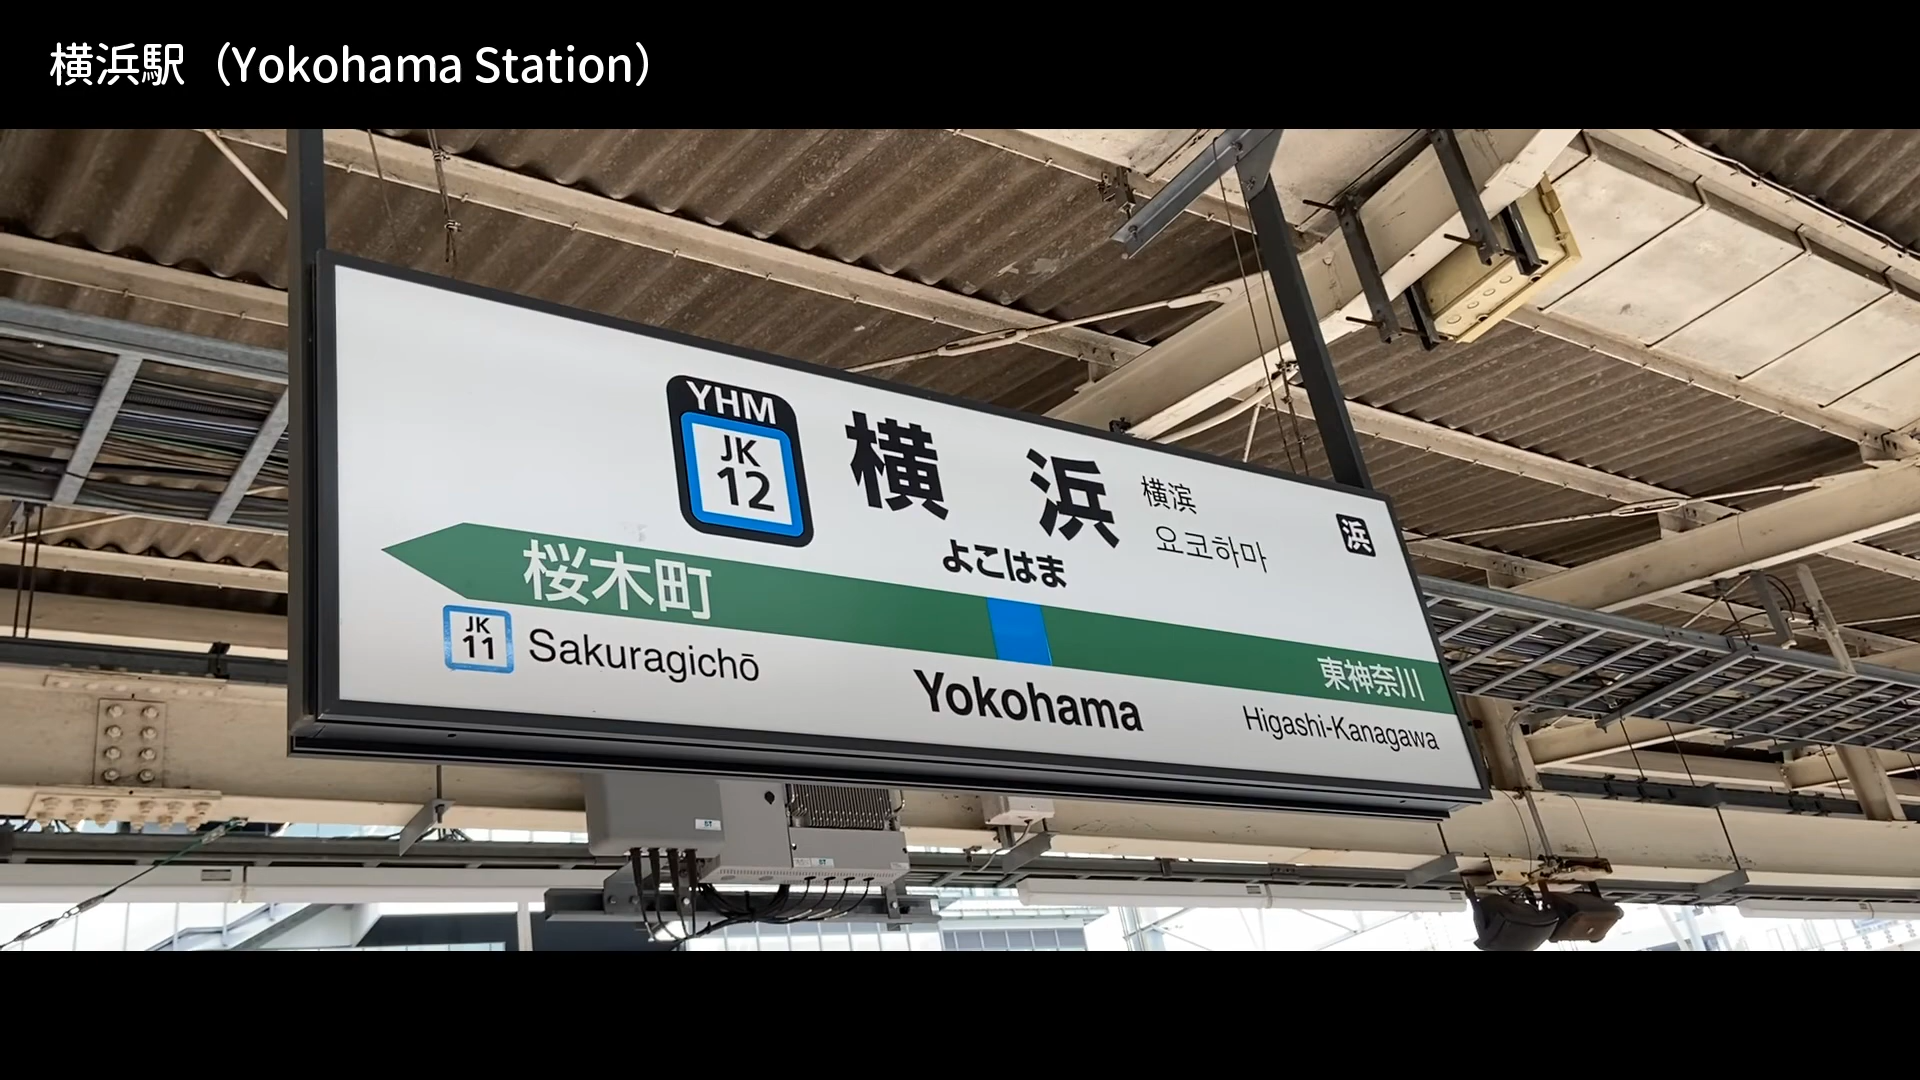 横浜駅（Yokohama Station）
YHM
JK
12
横浜
横滨
요코하마
よこはま
浜
桜木町
東神奈川
JK
11
Sakuragichō
Yokohama
Higashi-Kanagawa